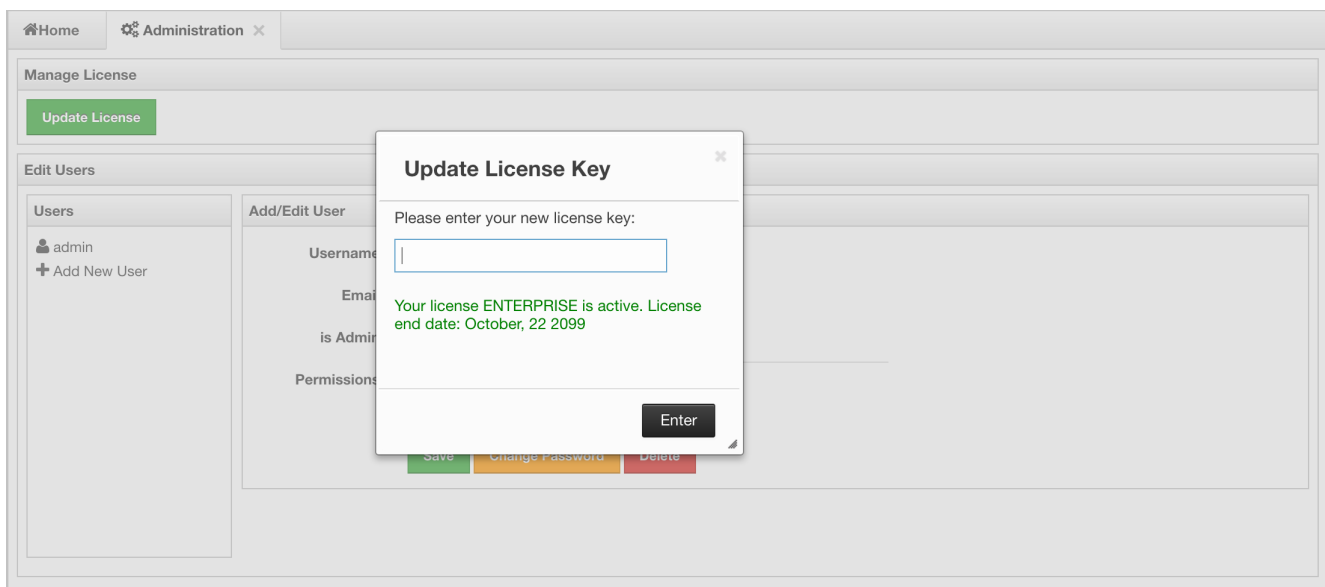 Home
Administration
Manage License
Update License
Update License Key
Edit Users
Users
Add/Edit User
Please enter your new license key:
admin
Username
Add New User
Your license ENTERPRISE is active. License
end date: October, 22 2099
is Admin
Permissions
Enter
Save
Change Password
Delete